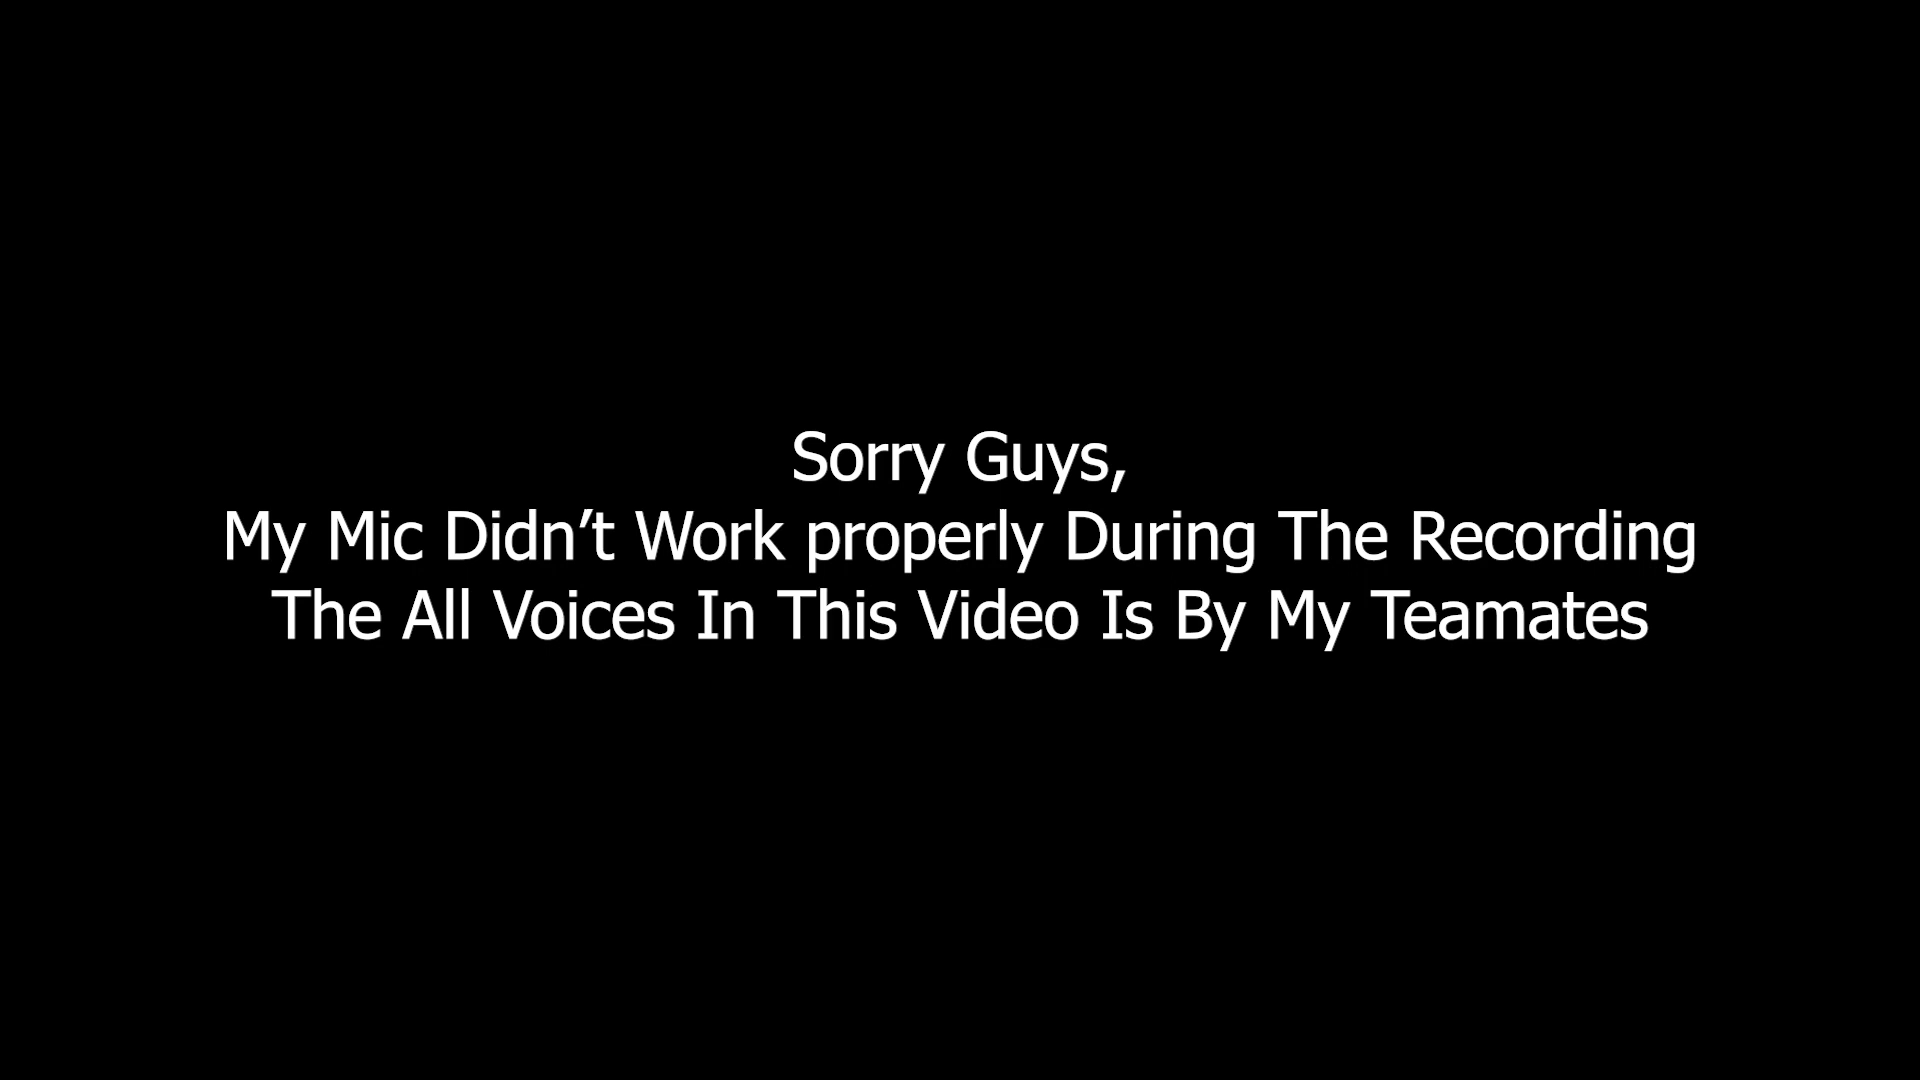 Sorry Guys,
My Mic Didn’t Work properly During The Recording
The All Voices In This Video Is By My Teamates